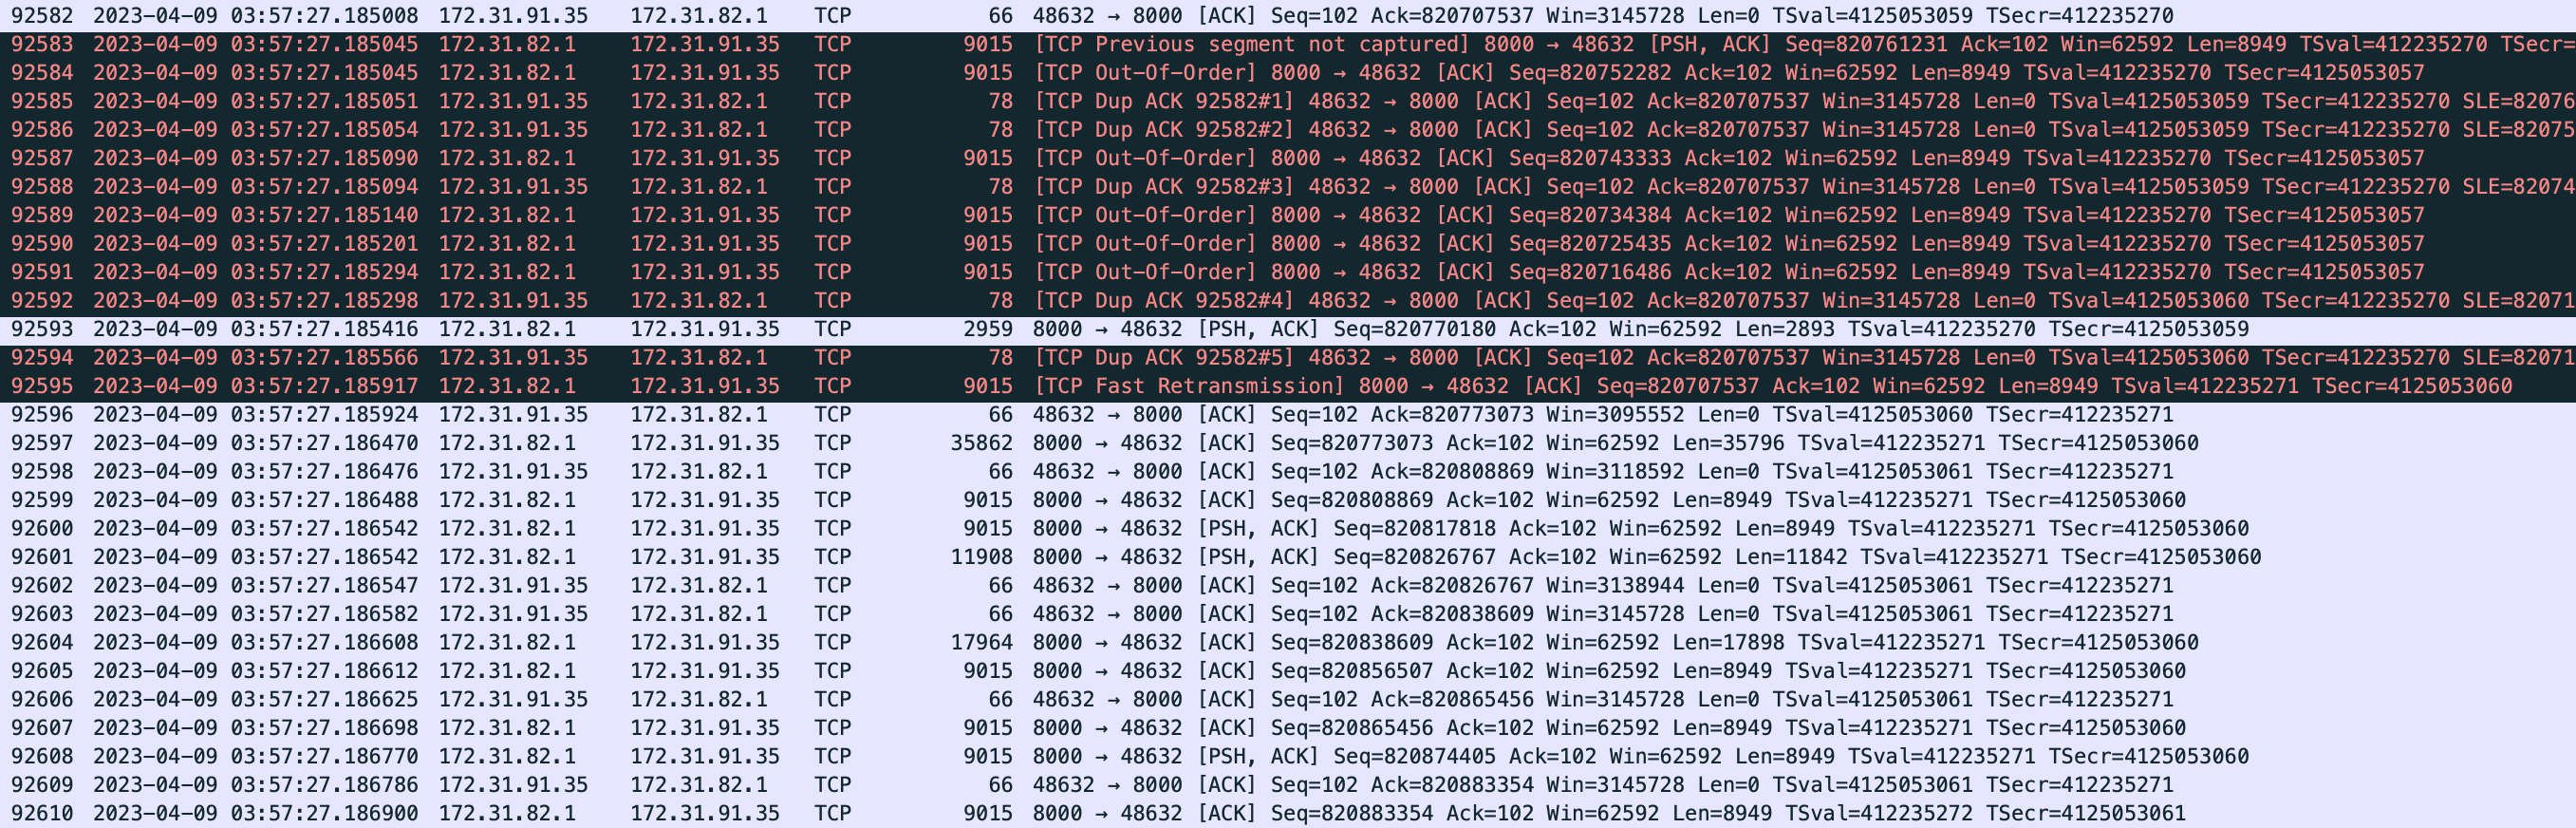 92582 2023-04-09 03:57:27.185008 172.31.91.35 172.31.82.1 TCP 66 48632 → 8000 [ACK] Seq=102 Ack=820707537 Win=3145728 Len=0 TSval=4125053059 TSecr=412235270
92583 2023-04-09 03:57:27.185045 172.31.82.1 172.31.91.35 TCP 9015 [TCP Previous segment not captured] 8000 → 48632 [PSH, ACK] Seq=820761231 Ack=102 Win=62592 Len=8949 TSval=412235270 TSecr=
92584 2023-04-09 03:57:27.185045 172.31.82.1 172.31.91.35 TCP 9015 [TCP Out-Of-Order] 8000 → 48632 [ACK] Seq=820752282 Ack=102 Win=62592 Len=8949 TSval=412235270 TSecr=4125053057
92585 2023-04-09 03:57:27.185051 172.31.91.35 172.31.82.1 TCP 78 [TCP Dup ACK 92582#1] 48632 → 8000 [ACK] Seq=102 Ack=820707537 Win=3145728 Len=0 TSval=4125053059 TSecr=412235270 SLE=82076
92586 2023-04-09 03:57:27.185054 172.31.91.35 172.31.82.1 TCP 78 [TCP Dup ACK 92582#2] 48632 → 8000 [ACK] Seq=102 Ack=820707537 Win=3145728 Len=0 TSval=4125053059 TSecr=412235270 SLE=82075
92587 2023-04-09 03:57:27.185090 172.31.82.1 172.31.91.35 TCP 9015 [TCP Out-Of-Order] 8000 → 48632 [ACK] Seq=820743333 Ack=102 Win=62592 Len=8949 TSval=412235270 TSecr=4125053057
92588 2023-04-09 03:57:27.185094 172.31.91.35 172.31.82.1 TCP 78 [TCP Dup ACK 92582#3] 48632 → 8000 [ACK] Seq=102 Ack=820707537 Win=3145728 Len=0 TSval=4125053059 TSecr=412235270 SLE=82074
92589 2023-04-09 03:57:27.185140 172.31.82.1 172.31.91.35 TCP 9015 [TCP Out-Of-Order] 8000 → 48632 [ACK] Seq=820734384 Ack=102 Win=62592 Len=8949 TSval=412235270 TSecr=4125053057
92590 2023-04-09 03:57:27.185201 172.31.82.1 172.31.91.35 TCP 9015 [TCP Out-Of-Order] 8000 → 48632 [ACK] Seq=820725435 Ack=102 Win=62592 Len=8949 TSval=412235270 TSecr=4125053057
92591 2023-04-09 03:57:27.185294 172.31.82.1 172.31.91.35 TCP 9015 [TCP Out-Of-Order] 8000 → 48632 [ACK] Seq=820716486 Ack=102 Win=62592 Len=8949 TSval=412235270 TSecr=4125053057
92592 2023-04-09 03:57:27.185298 172.31.91.35 172.31.82.1 TCP 78 [TCP Dup ACK 92582#4] 48632 → 8000 [ACK] Seq=102 Ack=820707537 Win=3145728 Len=0 TSval=4125053060 TSecr=412235270 SLE=82071
92593 2023-04-09 03:57:27.185416 172.31.82.1 172.31.91.35 TCP 2959 8000 → 48632 [PSH, ACK] Seq=820770180 Ack=102 Win=62592 Len=2893 TSval=412235270 TSecr=4125053059
92594 2023-04-09 03:57:27.185566 172.31.91.35 172.31.82.1 TCP 78 [TCP Dup ACK 92582#5] 48632 → 8000 [ACK] Seq=102 Ack=820707537 Win=3145728 Len=0 TSval=4125053060 TSecr=412235270 SLE=82071
92595 2023-04-09 03:57:27.185917 172.31.82.1 172.31.91.35 TCP 9015 [TCP Fast Retransmission] 8000 → 48632 [ACK] Seq=820707537 Ack=102 Win=62592 Len=8949 TSval=412235271 TSecr=4125053060
92596 2023-04-09 03:57:27.185924 172.31.91.35 172.31.82.1 TCP 66 48632 → 8000 [ACK] Seq=102 Ack=820773073 Win=3095552 Len=0 TSval=4125053060 TSecr=412235271
92597 2023-04-09 03:57:27.186470 172.31.82.1 172.31.91.35 TCP 35862 8000 → 48632 [ACK] Seq=820773073 Ack=102 Win=62592 Len=35796 TSval=412235271 TSecr=4125053060
92598 2023-04-09 03:57:27.186476 172.31.91.35 172.31.82.1 TCP 66 48632 → 8000 [ACK] Seq=102 Ack=820808869 Win=3118592 Len=0 TSval=4125053061 TSecr=412235271
92599 2023-04-09 03:57:27.186488 172.31.82.1 172.31.91.35 TCP 9015 8000 → 48632 [ACK] Seq=820808869 Ack=102 Win=62592 Len=8949 TSval=412235271 TSecr=4125053060
92600 2023-04-09 03:57:27.186542 172.31.82.1 172.31.91.35 TCP 9015 8000 → 48632 [PSH, ACK] Seq=820817818 Ack=102 Win=62592 Len=8949 TSval=412235271 TSecr=4125053060
92601 2023-04-09 03:57:27.186542 172.31.82.1 172.31.91.35 TCP 11908 8000 → 48632 [PSH, ACK] Seq=820826767 Ack=102 Win=62592 Len=11842 TSval=412235271 TSecr=4125053060
92602 2023-04-09 03:57:27.186547 172.31.91.35 172.31.82.1 TCP 66 48632 → 8000 [ACK] Seq=102 Ack=820826767 Win=3138944 Len=0 TSval=4125053061 TSecr=412235271
92603 2023-04-09 03:57:27.186582 172.31.91.35 172.31.82.1 TCP 66 48632 → 8000 [ACK] Seq=102 Ack=820838609 Win=3145728 Len=0 TSval=4125053061 TSecr=412235271
92604 2023-04-09 03:57:27.186608 172.31.82.1 172.31.91.35 TCP 17964 8000 → 48632 [ACK] Seq=820838609 Ack=102 Win=62592 Len=17898 TSval=412235271 TSecr=4125053060
92605 2023-04-09 03:57:27.186612 172.31.82.1 172.31.91.35 TCP 9015 8000 → 48632 [ACK] Seq=820856507 Ack=102 Win=62592 Len=8949 TSval=412235271 TSecr=4125053060
92606 2023-04-09 03:57:27.186625 172.31.91.35 172.31.82.1 TCP 66 48632 → 8000 [ACK] Seq=102 Ack=820865456 Win=3145728 Len=0 TSval=4125053061 TSecr=412235271
92607 2023-04-09 03:57:27.186698 172.31.82.1 172.31.91.35 TCP 9015 8000 → 48632 [ACK] Seq=820865456 Ack=102 Win=62592 Len=8949 TSval=412235271 TSecr=4125053060
92608 2023-04-09 03:57:27.186770 172.31.82.1 172.31.91.35 TCP 9015 8000 → 48632 [PSH, ACK] Seq=820874405 Ack=102 Win=62592 Len=8949 TSval=412235271 TSecr=4125053060
92609 2023-04-09 03:57:27.186786 172.31.91.35 172.31.82.1 TCP 66 48632 → 8000 [ACK] Seq=102 Ack=820883354 Win=3145728 Len=0 TSval=4125053061 TSecr=412235271
92610 2023-04-09 03:57:27.186900 172.31.82.1 172.31.91.35 TCP 9015 8000 → 48632 [ACK] Seq=820883354 Ack=102 Win=62592 Len=8949 TSval=412235272 TSecr=4125053061